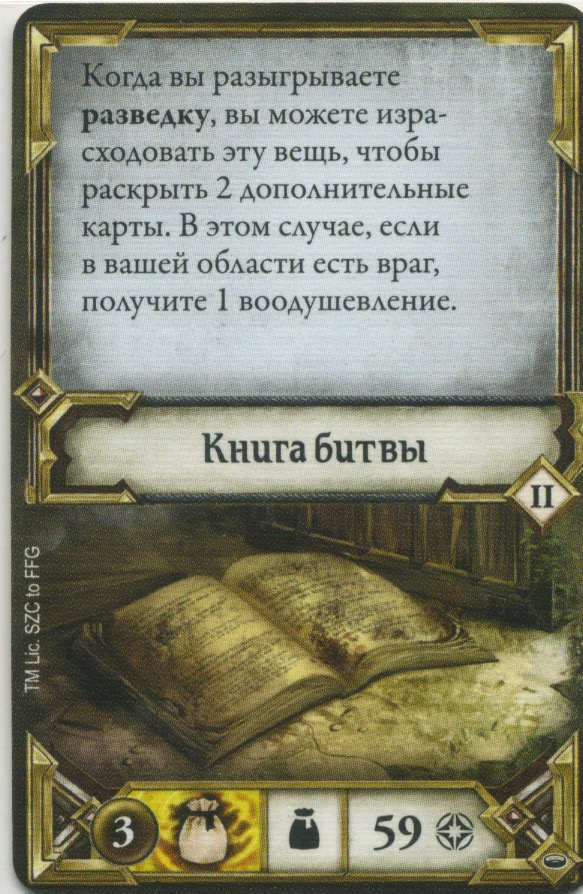 Когда вы разыгрываете
разведку, вы можете изра-
сходовать эту вещь, чтобы
раскрыть 2 дополнительные
карты. В этом случае, если
в вашей области есть враг,
получите 1 воодушевление.
Книга битвы
II
TM Lic. SZC to FFG
3
59